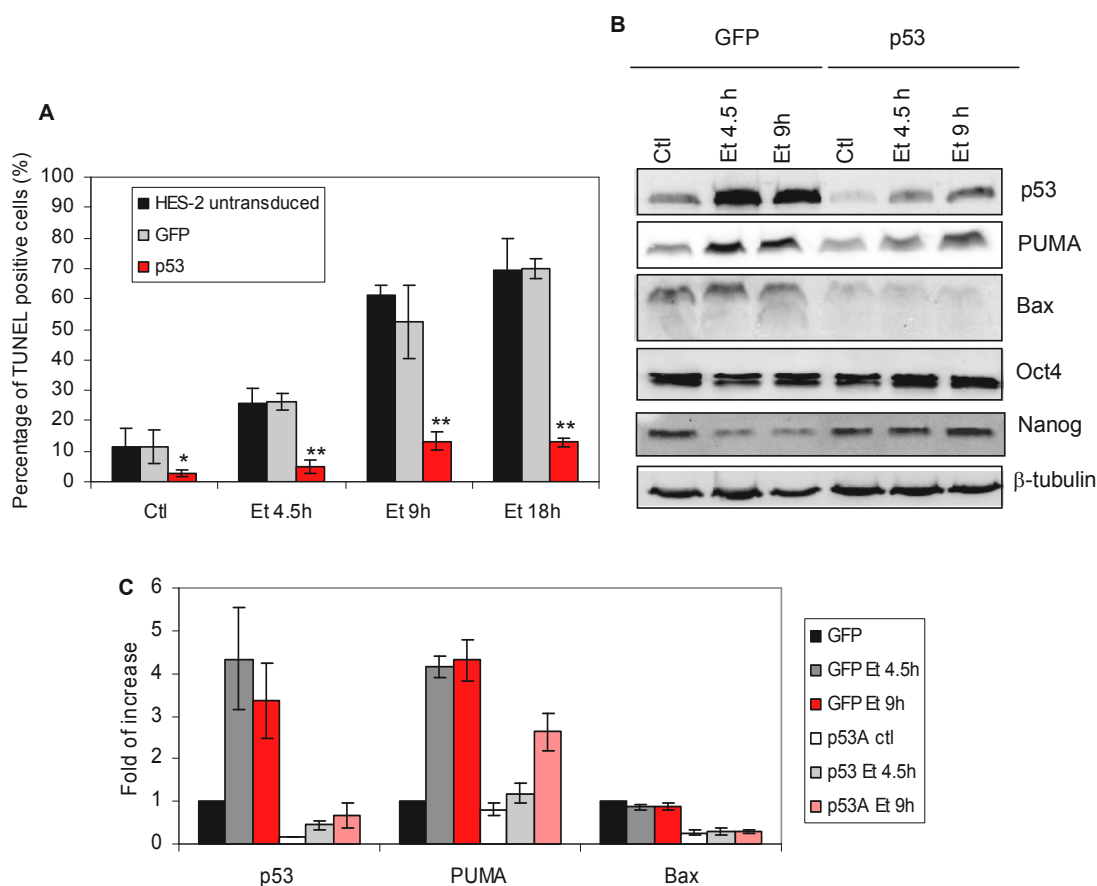 A
Percentage of TUNEL positive cells (%)
100
90
80
70
60
50
40
30
20
10
0
HES-2 untransduced
GFP
p53
*
**
**
**
Ctl
Et 4.5h
Et 9h
Et 18h
B
GFP
p53
Ctl
Et 4.5 h
Et 9h
Ctl
Et 4.5 h
Et 9 h
p53
PUMA
Bax
Oct4
Nanog
β-tubulin
C
Fold of increase
6
5
4
3
2
1
0
p53
PUMA
Bax
GFP
GFP Et 4.5h
GFP Et 9h
p53A ctl
p53 Et 4.5h
p53A Et 9h